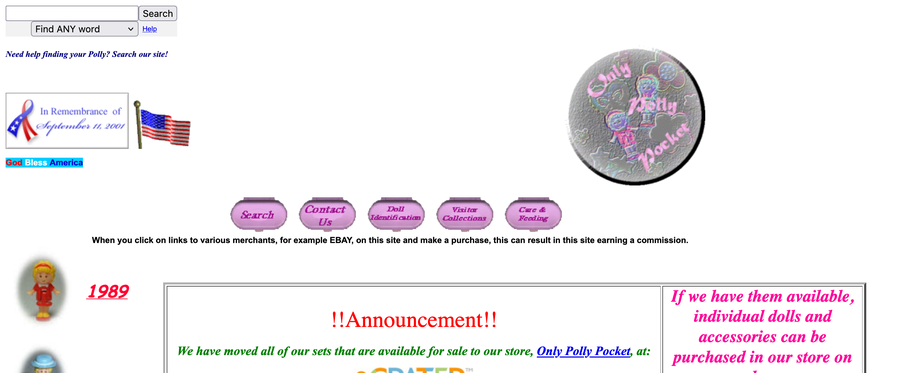 Search
Find ANY word
Help
Need help finding your Polly? Search our site!
In Remembrance of
September 11, 2001
God Bless America
Only
Polly
Pocket
Search
Contact
Us
Doll
Identification
Visitor
Collections
Care &
Feeding
When you click on links to various merchants, for example EBAY, on this site and make a purchase, this can result in this site earning a commission.
1989
!!Announcement!!
We have moved all of our sets that are available for sale to our store, Only Polly Pocket, at:
If we have them available,
individual dolls and
accessories can be
purchased in our store on